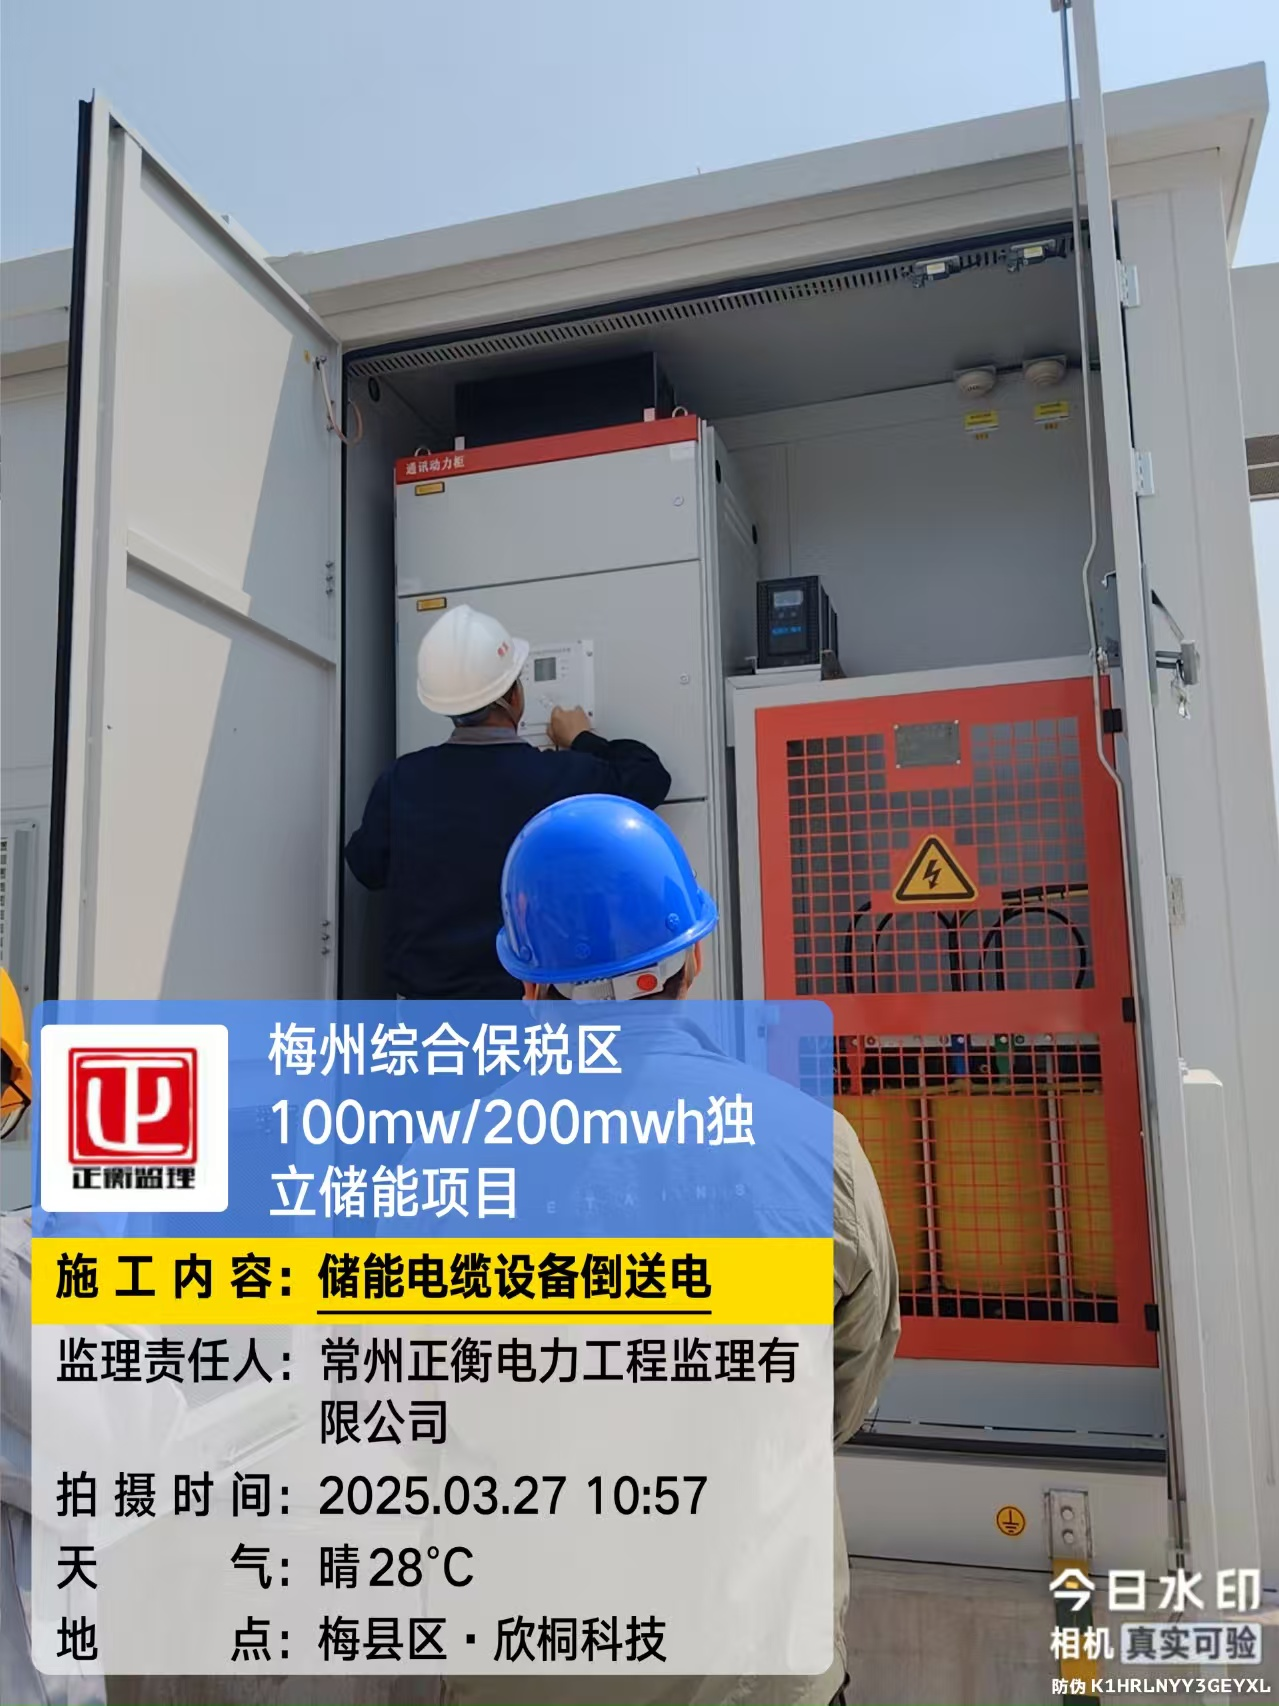 通讯动力柜
梅州综合保税区
100mw/200mwh独
立储能项目
正衡监理
施工内容：储能电缆设备倒送电
监理责任人：常州正衡电力工程监理有
限公司
拍摄时间：2025.03.27 10:57
天气：晴 28°C
地点：梅县区·欣桐科技
今日水印
相机 真实可验
防伪 K1HRLNYY3GEYXL